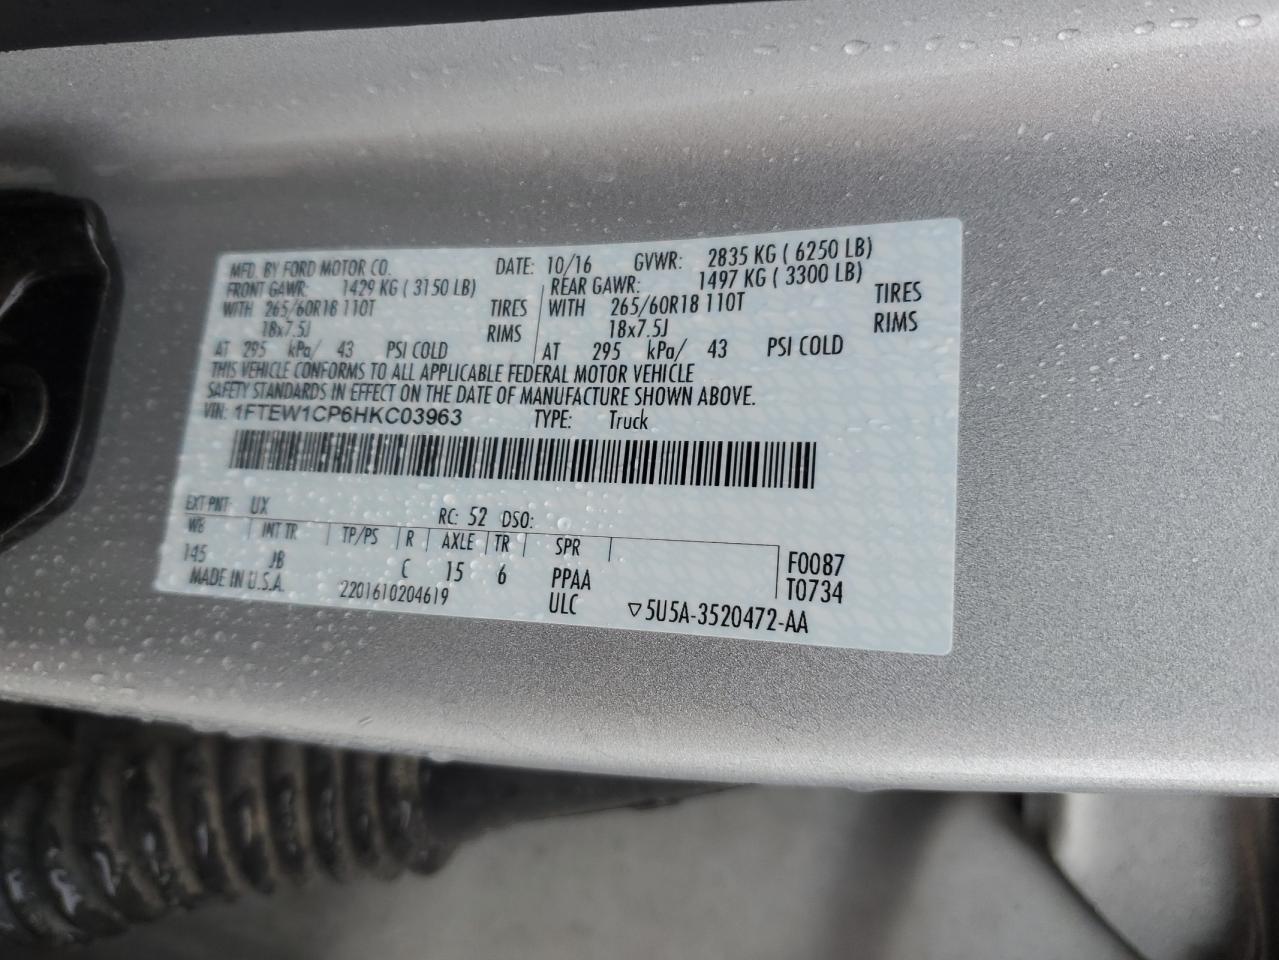 MFD. BY FORD MOTOR CO. DATE: 10/16 GVWR: 2835 KG ( 6250 LB)
FRONT GAWR: 1429 KG ( 3150 LB) REAR GAWR: 1497 KG ( 3300 LB)
WITH 265/60R18 110T TIRES WITH 265/60R18 110T TIRES
18x7.5J RIMS 18x7.5J RIMS
AT 295 kPa/ 43 PSI COLD AT 295 kPa/ 43 PSI COLD
THIS VEHICLE CONFORMS TO ALL APPLICABLE FEDERAL MOTOR VEHICLE
SAFETY STANDARDS IN EFFECT ON THE DATE OF MANUFACTURE SHOWN ABOVE.
VIN: 1FTEW1CP6HKC03963 TYPE: Truck
EXT PNT: UX RC: 52 DSO:
WB INT TR TP/PS R AXLE TR SPR F0087
145 JB C 15 6 PPAA T0734
MADE IN U.S.A. 2201610204619 ULC ▽5U5A-3520472-AA